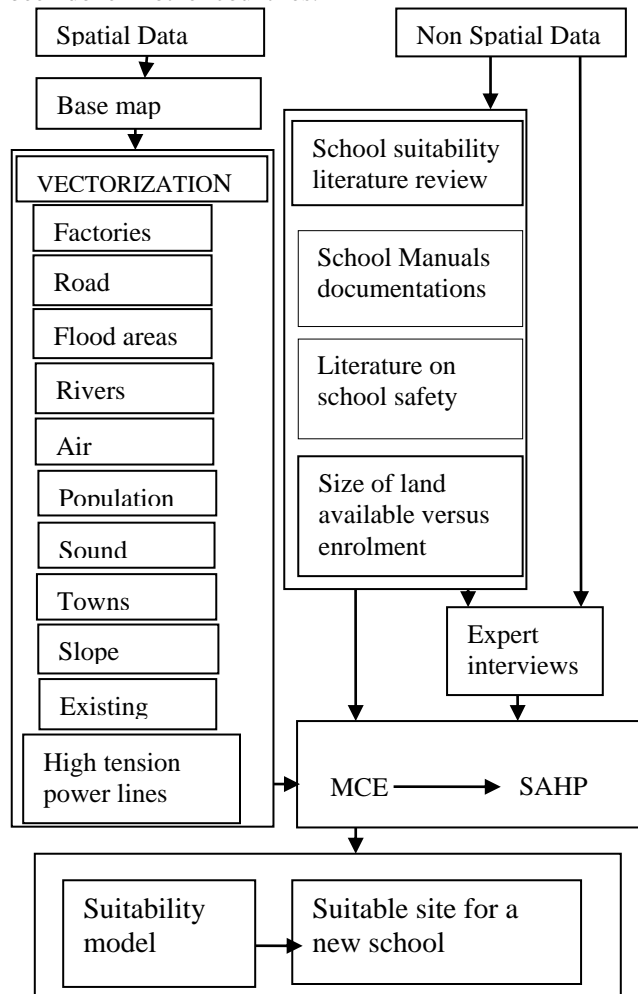 Spatial Data
Non Spatial Data
Base map
VECTORIZATION
Factories
Road
Flood areas
Rivers
Air
Population
Sound
Towns
Slope
Existing
High tension
power lines
School suitability
literature review
School Manuals
documentations
Literature on
school safety
Size of land
available versus
enrolment
Expert
interviews
MCE
SAHP
Suitability
model
Suitable site for a
new school